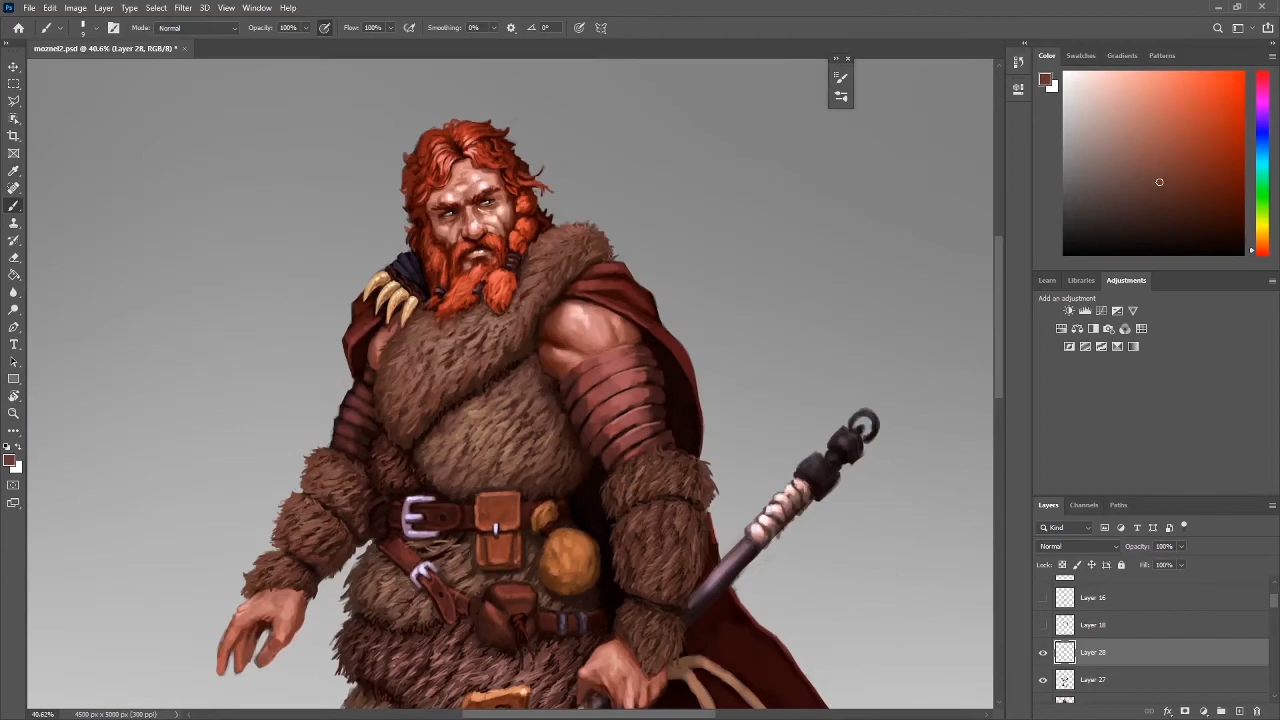 Ps File Edit Image Layer Type Select Filter 3D View Window Help
9 Mode: Normal Opacity: 100% Flow: 100% Smoothing: 0% 0°
moznel2.psd @ 40.6% (Layer 28, RGB/8) *
Color Swatches Gradients Patterns
Learn Libraries Adjustments
Add an adjustment
Layers Channels Paths
Kind
Normal Opacity: 100%
Lock: Fill: 100%
Layer 16
Layer 18
Layer 28
Layer 27
40.62% 4500 px x 5000 px (300 ppi)